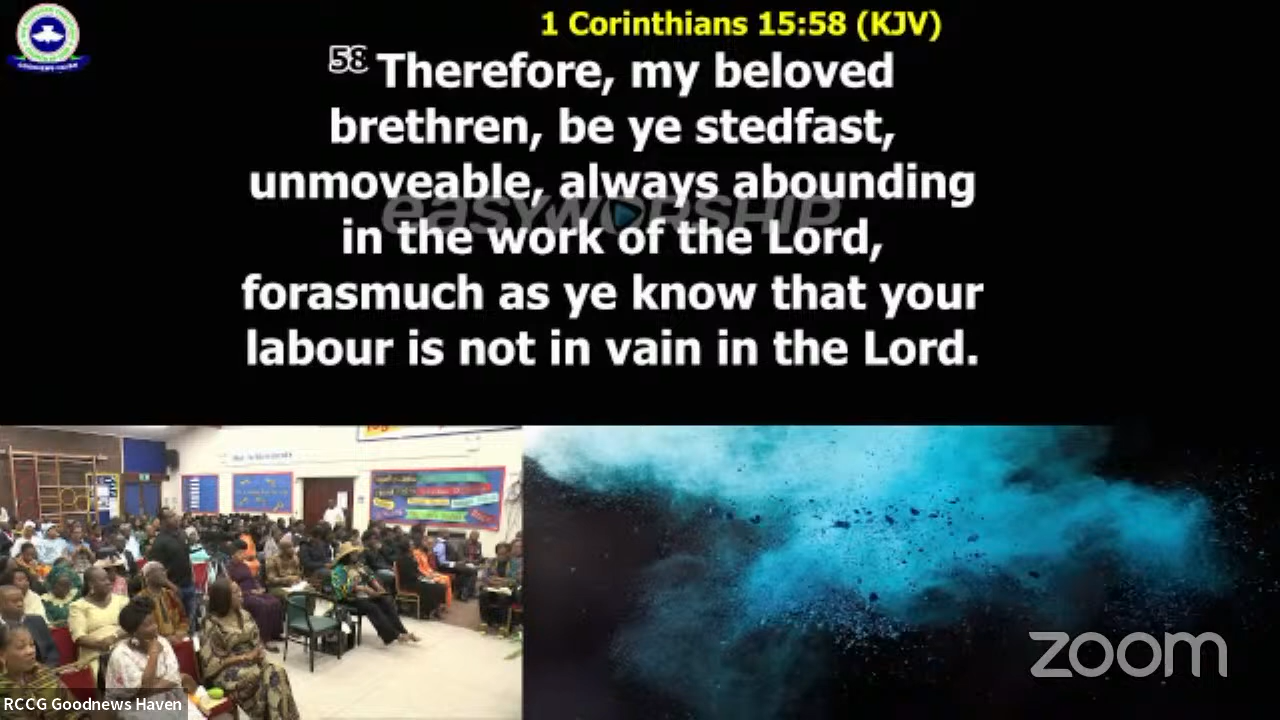 1 Corinthians 15:58 (KJV)
58 Therefore, my beloved
brethren, be ye stedfast,
unmoveable, always abounding
in the work of the Lord,
forasmuch as ye know that your
labour is not in vain in the Lord.
easyworship
RCCG Goodnews Haven
zoom